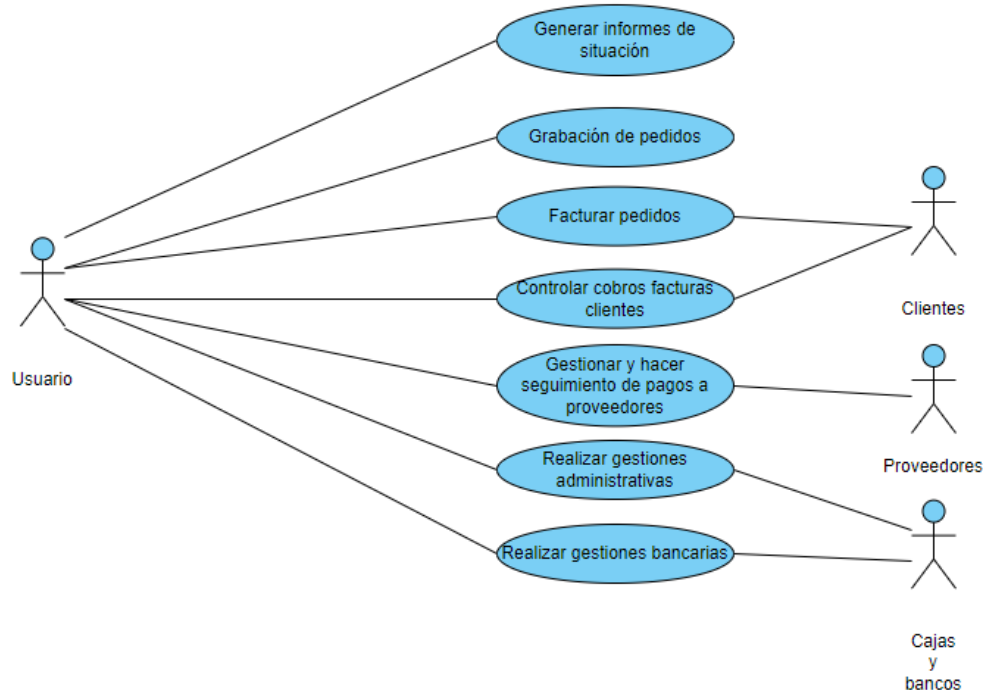 Generar informes de
situación
Grabación de pedidos
Facturar pedidos
Controlar cobros facturas
clientes
Clientes
Gestionar y hacer
seguimiento de pagos a
proveedores
Usuario
Realizar gestiones
administrativas
Proveedores
Realizar gestiones bancarias
Cajas
y
bancos